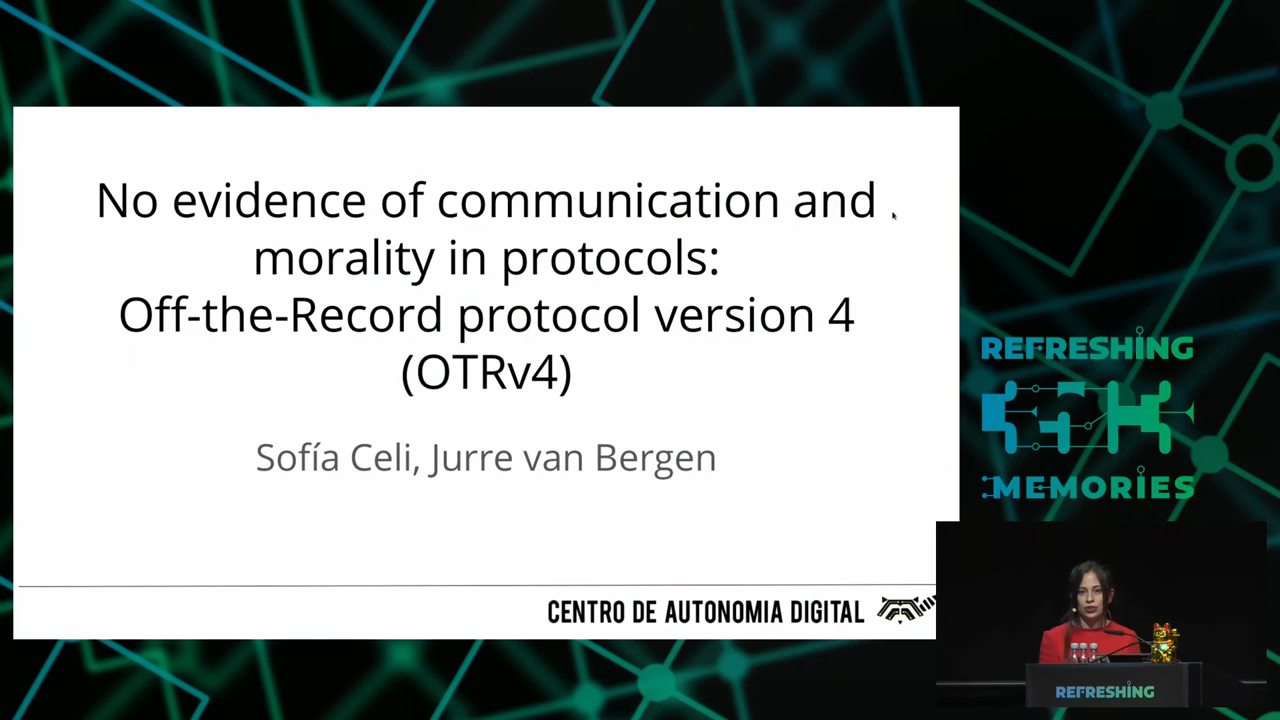 No evidence of communication and
morality in protocols:
Off-the-Record protocol version 4
(OTRv4)
Sofía Celi, Jurre van Bergen
CENTRO DE AUTONOMIA DIGITAL
REFRESHING
MEMORIES
REFRESHING